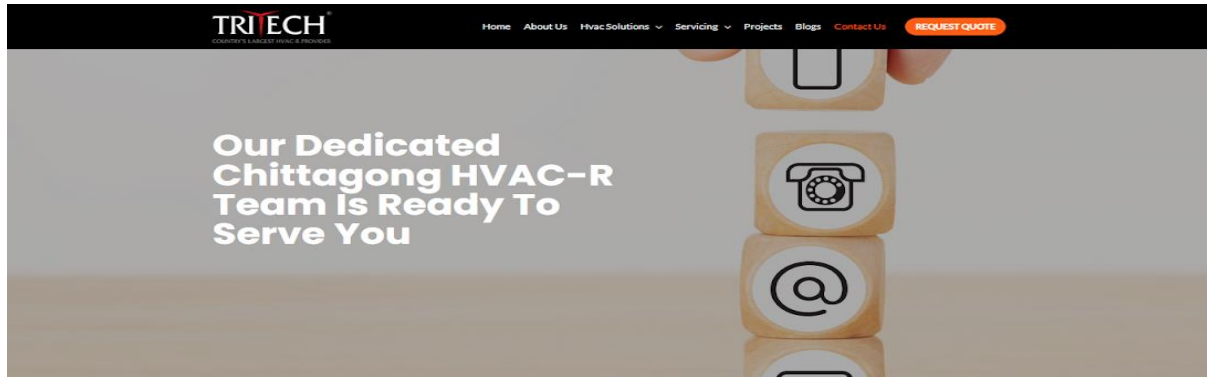 TRITECH®
COUNTRY'S LARGEST HVAC-R PROVIDER
Home About Us Hvac Solutions Servicing Projects Blogs Contact Us REQUEST QUOTE
Our Dedicated
Chittagong HVAC-R
Team Is Ready To
Serve You
@